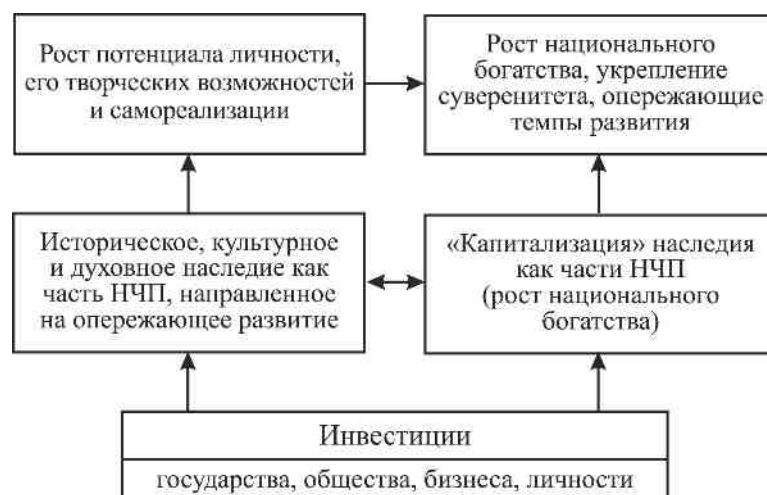 Рост потенциала личности,
его творческих возможностей
и самореализации
Рост национального
богатства, укрепление
суверенитета, опережающие
темпы развития
Историческое, культурное
и духовное наследие как
часть НЧП, направленное
на опережающее развитие
«Капитализация» наследия
как части НЧП
(рост национального
богатства)
Инвестиции
государства, общества, бизнеса, личности